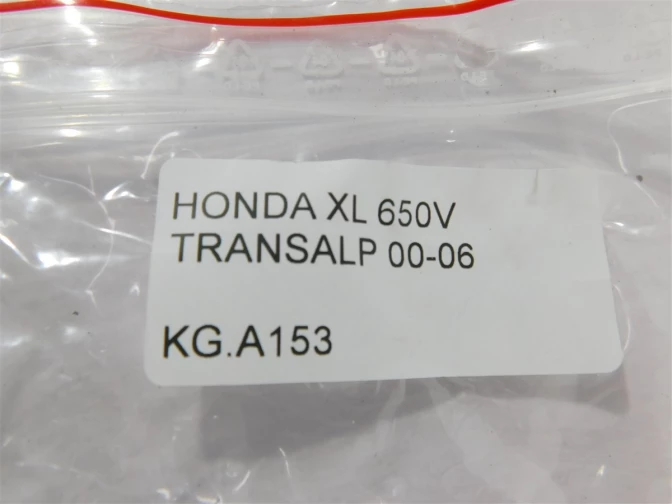 HONDA XL 650V
TRANSALP 00-06
KG.A153